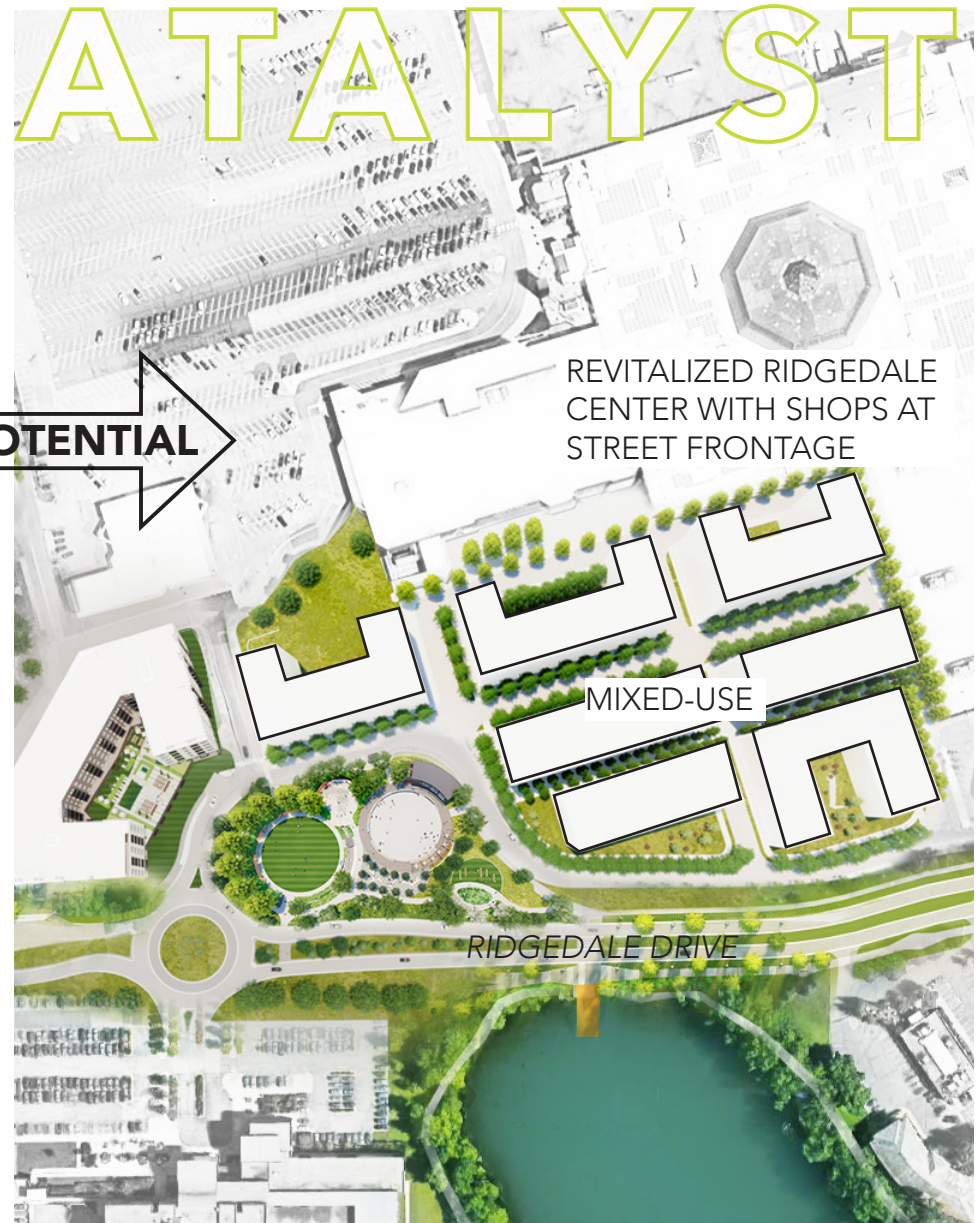 ATALYST
REVITALIZED RIDGEDALE
CENTER WITH SHOPS AT
STREET FRONTAGE
OTENTIAL
MIXED-USE
RIDGEDALE DRIVE